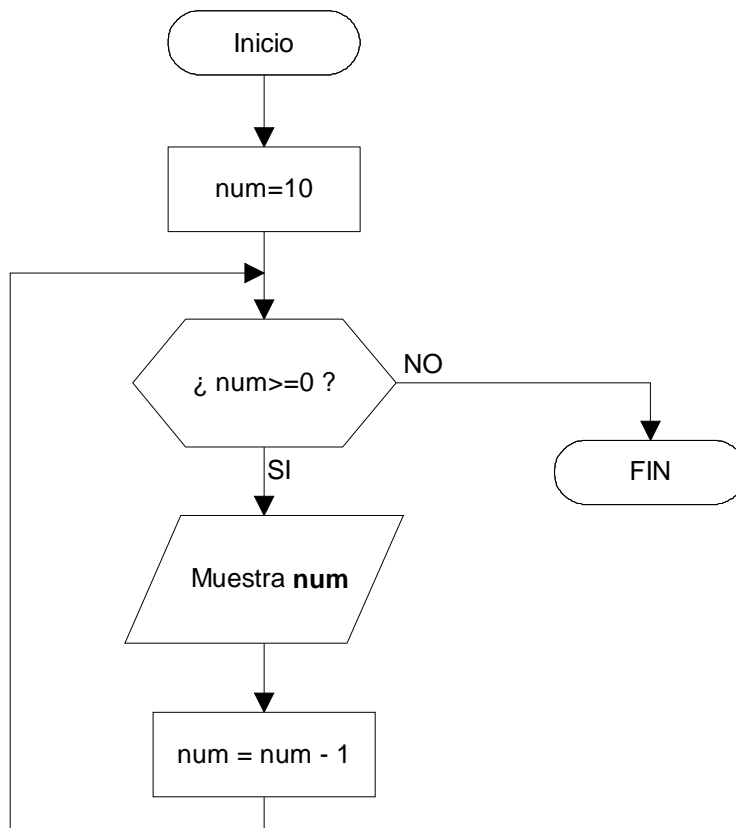 Inicio
num=10
¿ num>=0 ?
NO
SI
FIN
Muestra num
num = num - 1